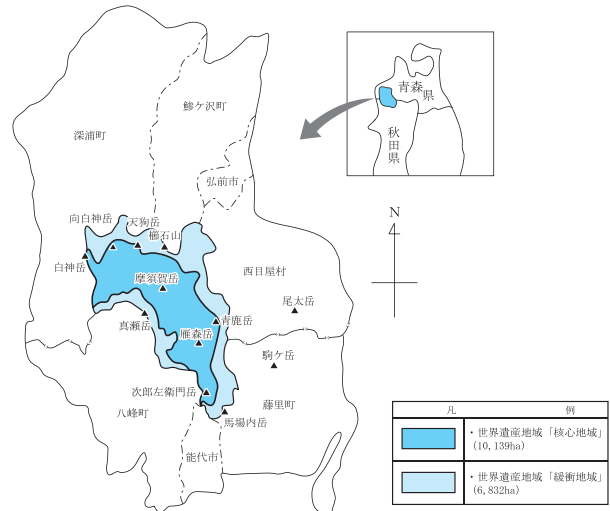 青森県
秋田県
鰺ケ沢町
深浦町
弘前市
向白神岳
天狗岳
櫛石山
白神岳
摩須賀岳
西目屋村
尾太岳
真瀬岳
青鹿岳
雁森岳
駒ケ岳
次郎左衛門岳
八峰町
藤里町
馬場内岳
能代市
N
凡 例
・世界遺産地域「核心地域」
(10,139ha)
・世界遺産地域「緩衝地域」
(6,832ha)